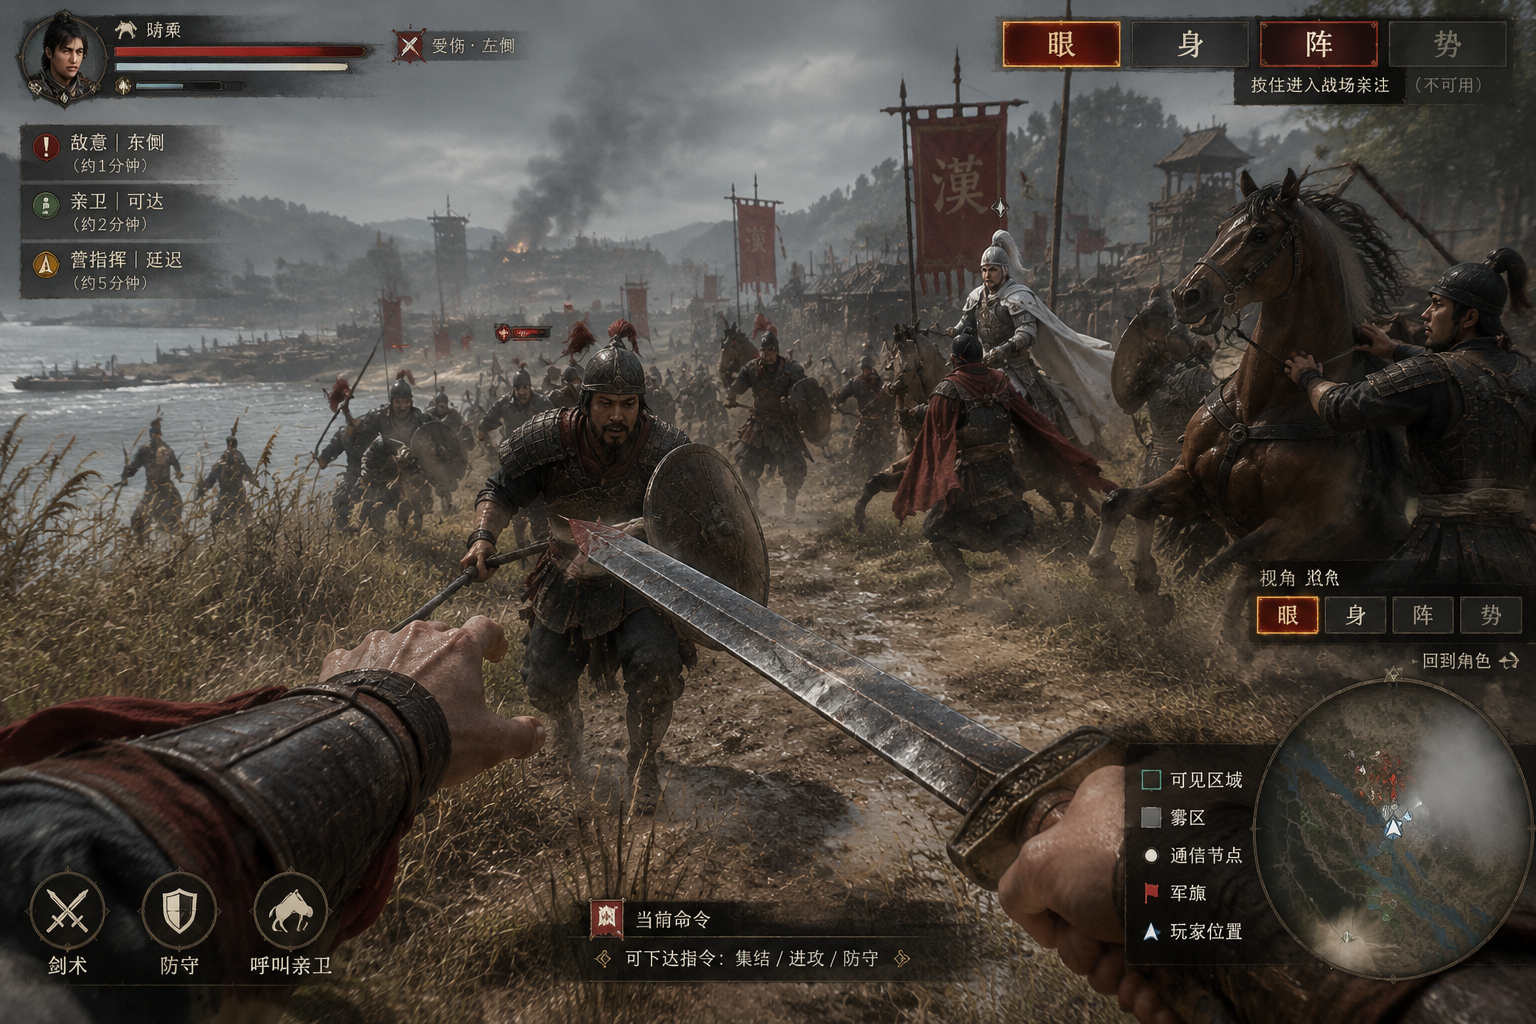 受伤·左侧
敌意｜东侧
（约1分钟）
亲卫｜可达
（约2分钟）
营指挥｜延迟
（约5分钟）
眼
身
阵
势
按住进入战场
（不可用）
漢
漢
视角
眼
身
阵
势
回到角色
可见区域
雾区
通信节点
军旗
玩家位置
剑术
防守
呼叫亲卫
当前命令
可下达指令：集结 / 进攻 / 防守